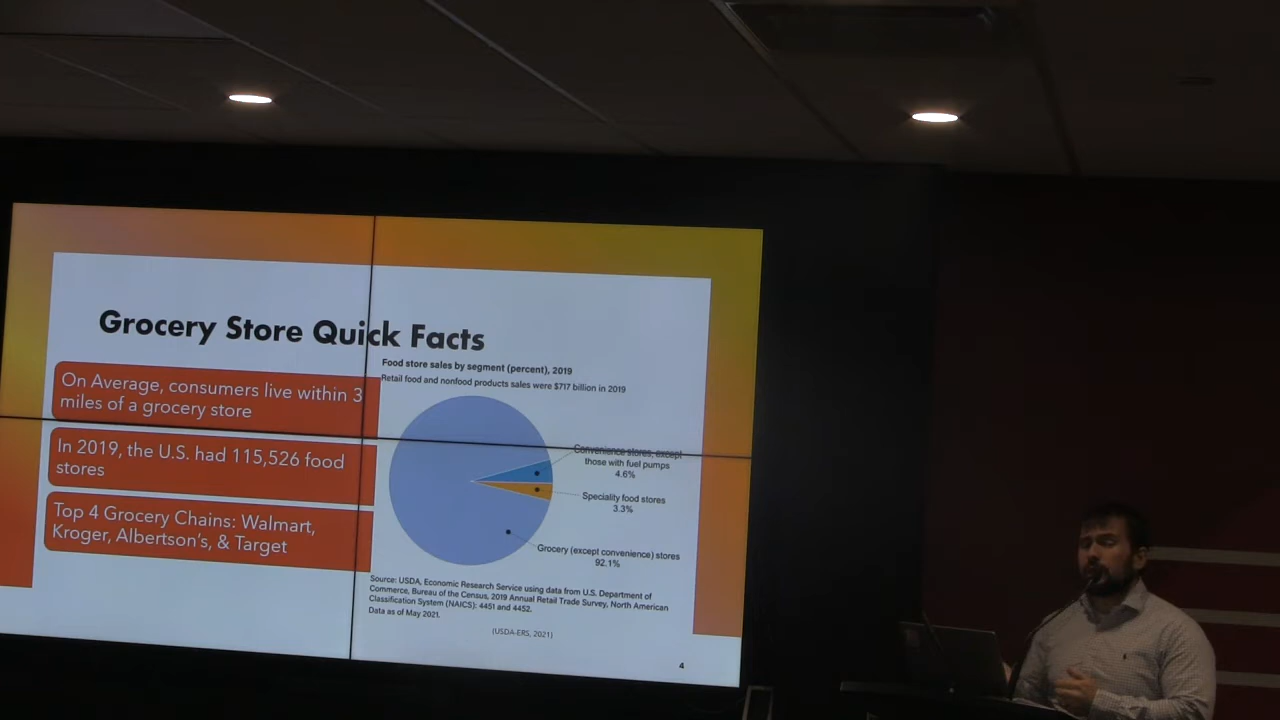 Grocery Store Quick Facts
On Average, consumers live within 3
miles of a grocery store
In 2019, the U.S. had 115,526 food
stores
Top 4 Grocery Chains: Walmart,
Kroger, Albertson's, & Target
Food store sales by segment (percent), 2019
Retail food and nonfood products sales were $717 billion in 2019
Convenience stores, except
those with fuel pumps
4.6%
Speciality food stores
3.3%
Grocery (except convenience) stores
92.1%
Source: USDA, Economic Research Service using data from U.S. Department of
Commerce, Bureau of the Census, 2019 Annual Retail Trade Survey, North American
Classification System (NAICS): 4451 and 4452.
Data as of May 2021.
(USDA-ERS, 2021)
4